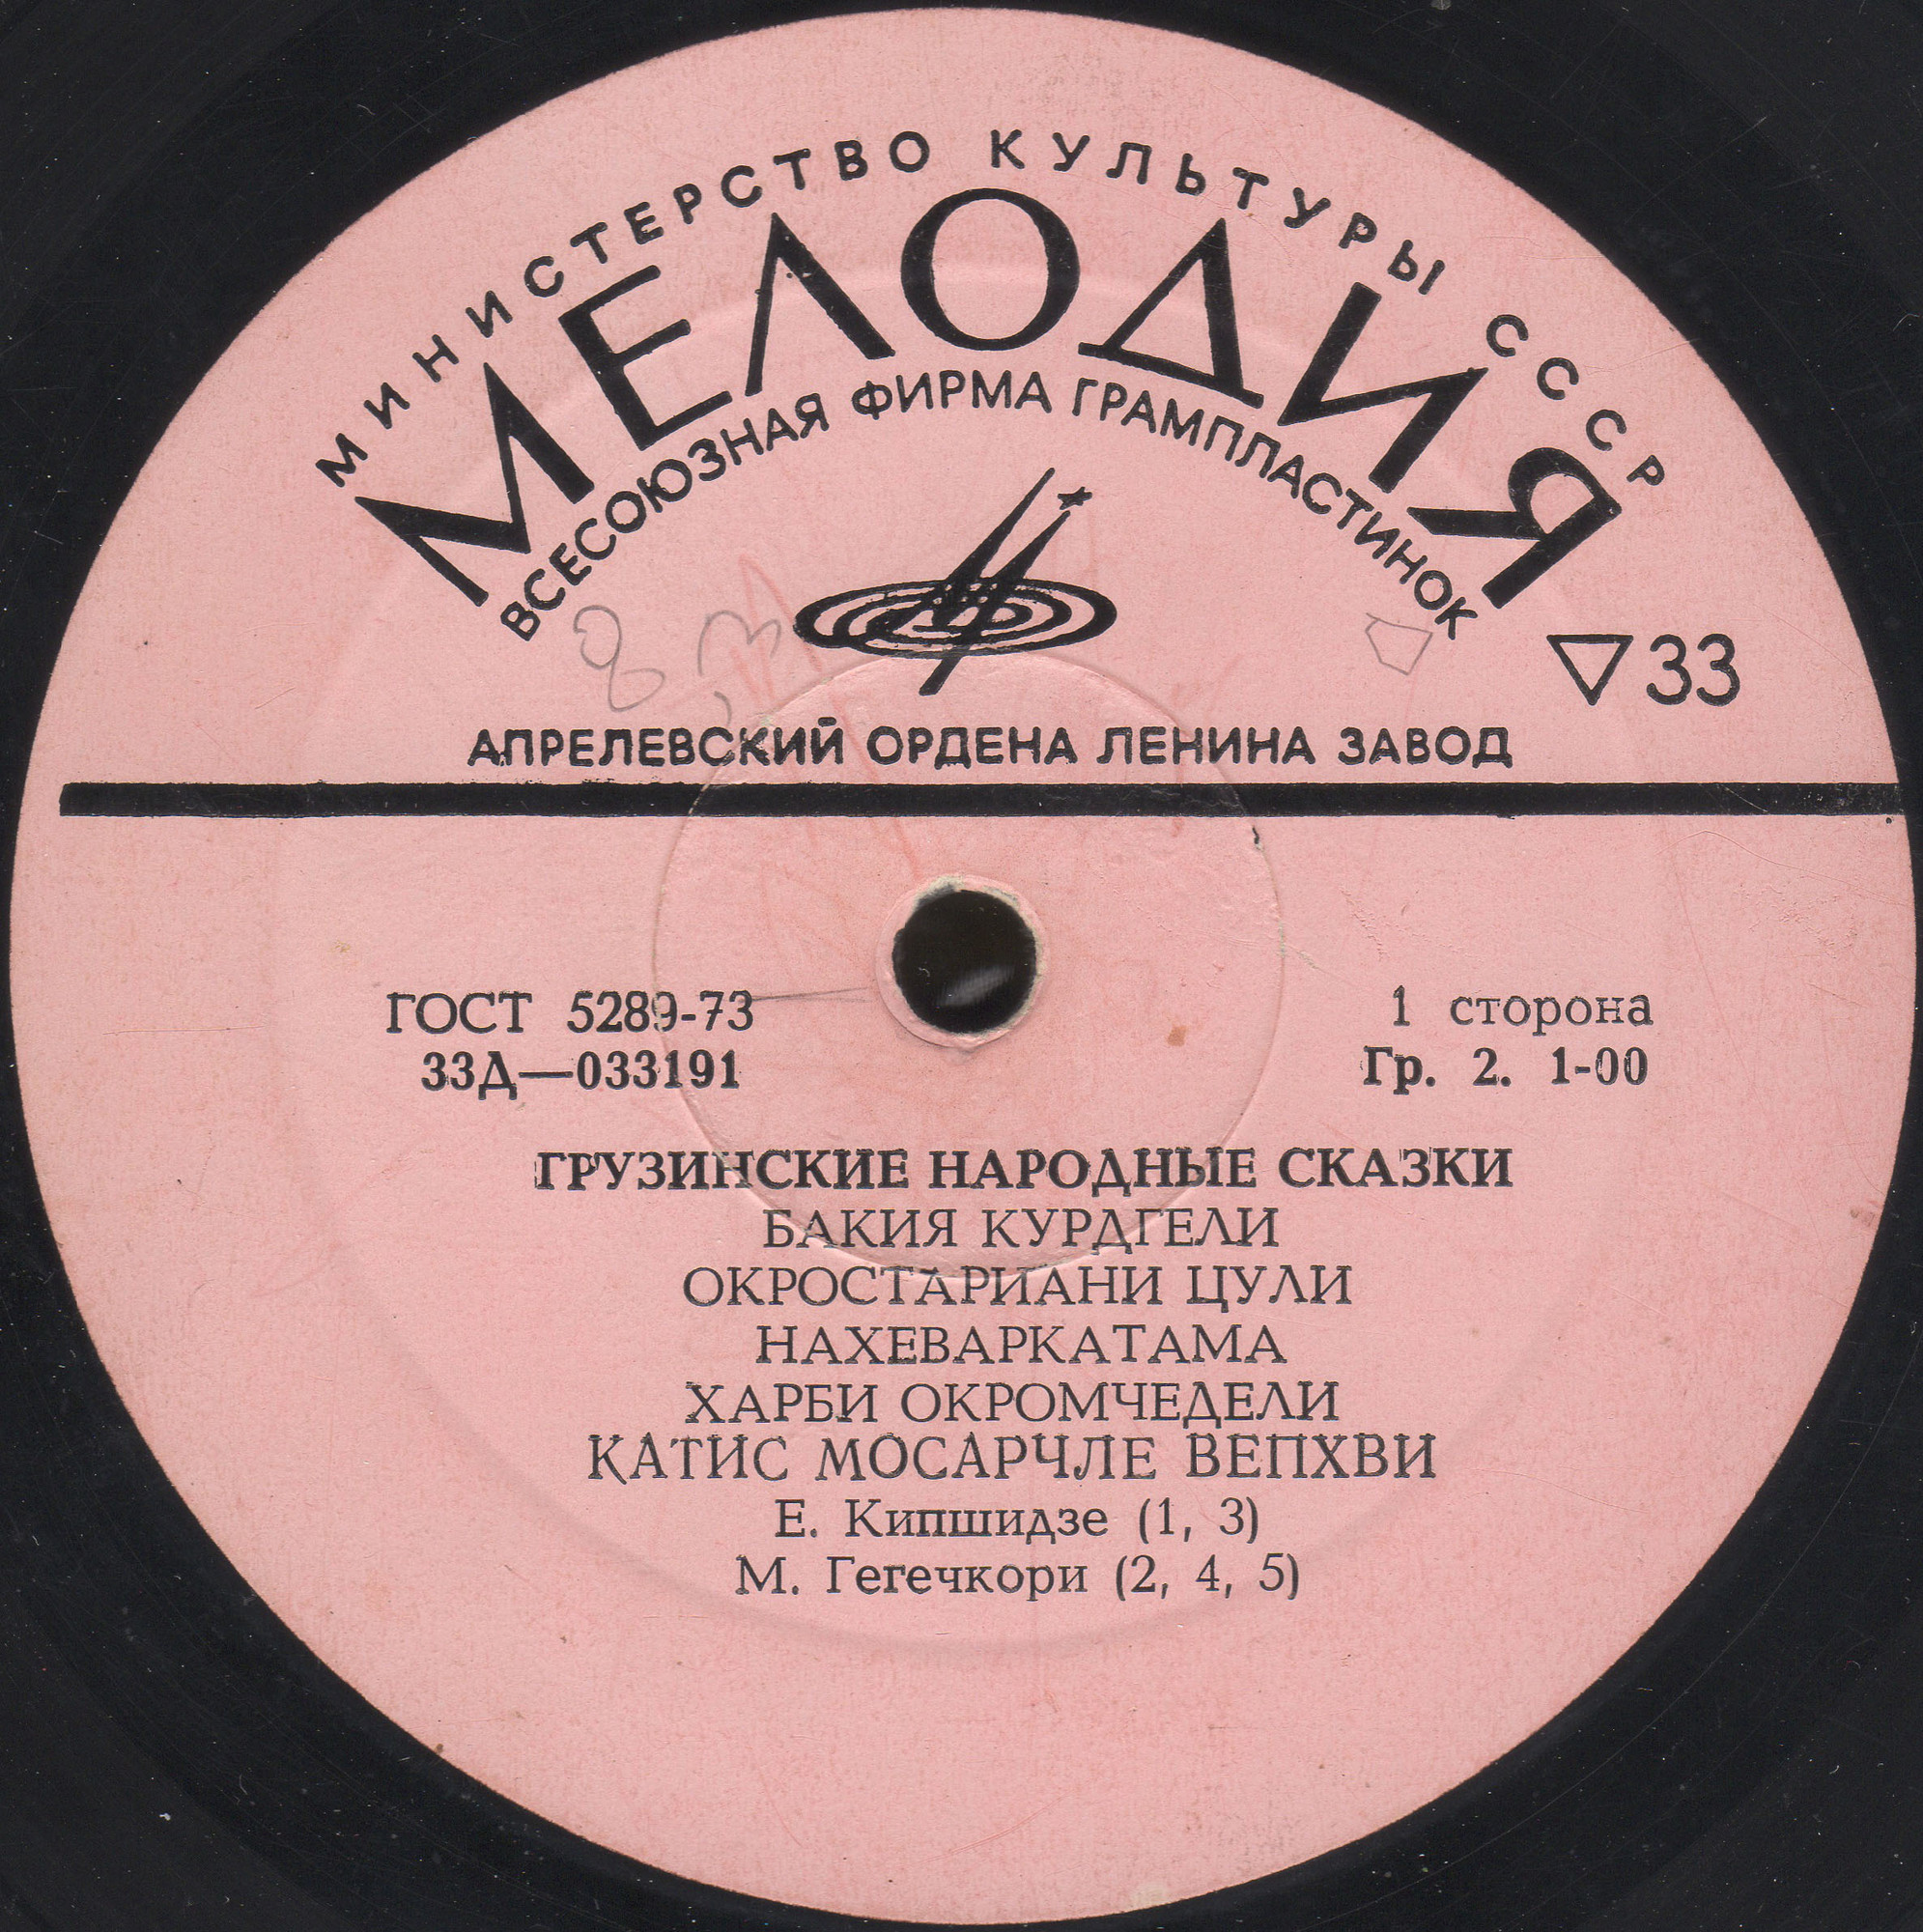 МИНИСТЕРСТВО КУЛЬТУРЫ СССР
МЕЛОДИЯ
ВСЕСОЮЗНАЯ ФИРМА ГРАМПЛАСТИНОК
33
АПРЕЛЕВСКИЙ ОРДЕНА ЛЕНИНА ЗАВОД
ГОСТ 5289-73
33Д—033191
1 сторона
Гр. 2. 1-00
ГРУЗИНСКИЕ НАРОДНЫЕ СКАЗКИ
БАКИЯ КУРДГЕЛИ
ОКРОСТАРИАНИ ЦУЛИ
НАХЕВАРКАТАМА
ХАРБИ ОКРОМЧЕДЕЛИ
КАТИС МОСАРЧЛЕ ВЕПХВИ
Е. Кипшидзе (1, 3)
М. Гегечкори (2, 4, 5)